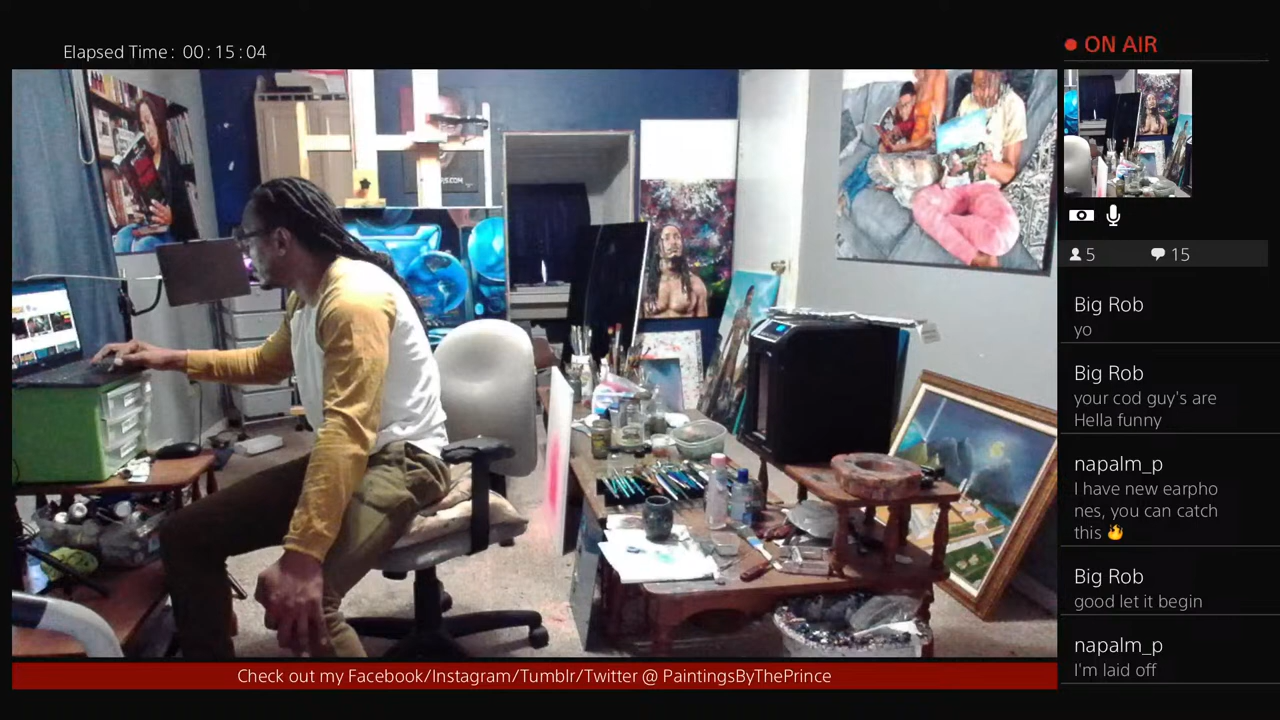 Elapsed Time: 00:15:04
ON AIR
RS.COM
5
15
Big Rob
yo
Big Rob
your cod guy's are
Hella funny
napalm_p
I have new earpho
nes, you can catch
this 🔥
Big Rob
good let it begin
napalm_p
I'm laid off
Check out my Facebook/Instagram/Tumblr/Twitter @ PaintingsByThePrince